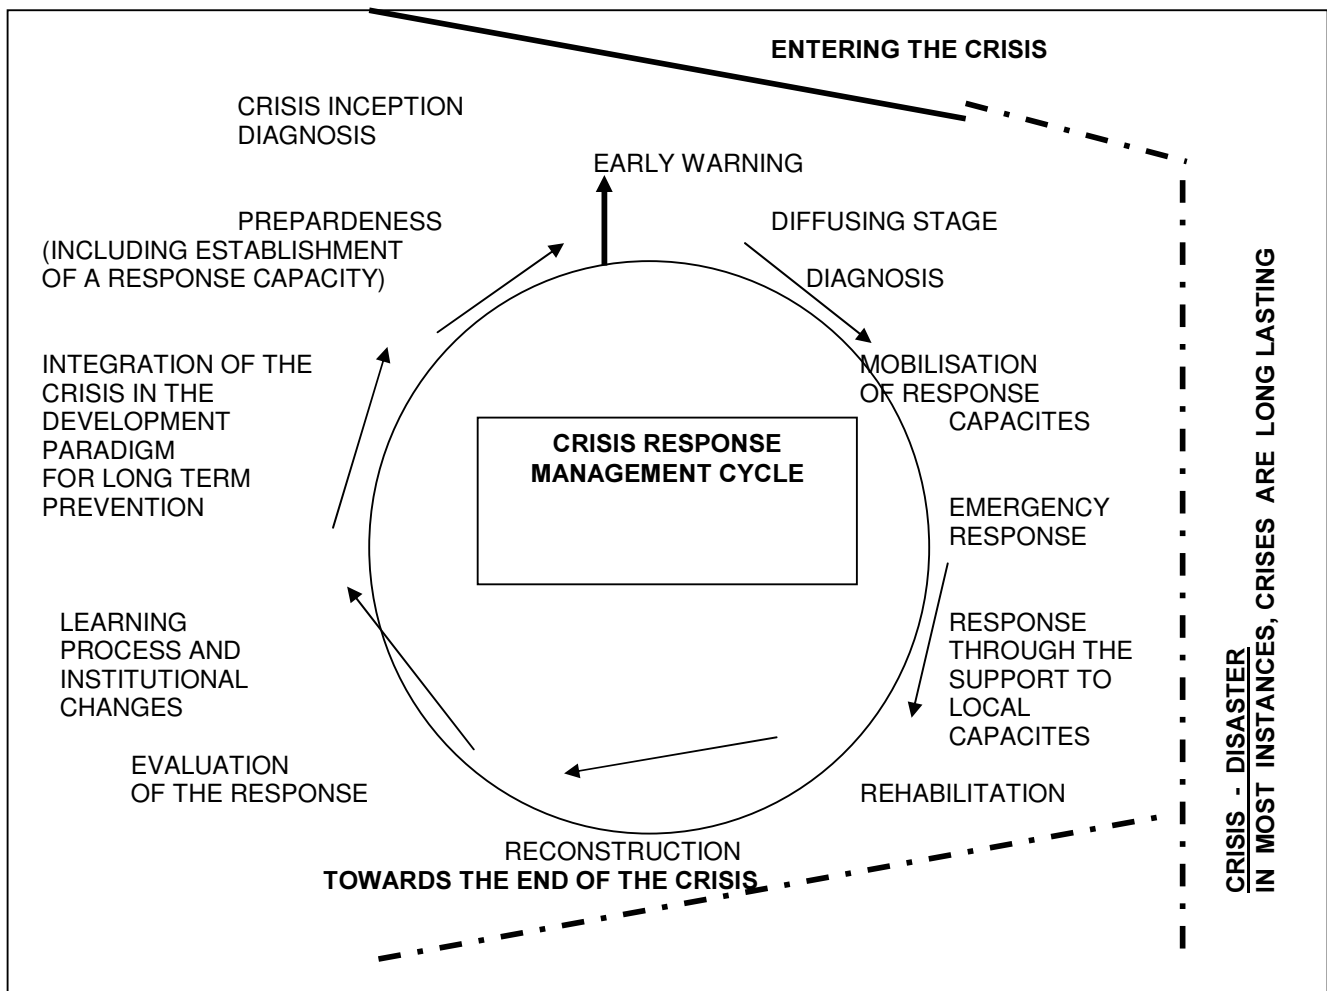 ENTERING THE CRISIS
CRISIS INCEPTION
DIAGNOSIS
EARLY WARNING
PREPARDENESS
(INCLUDING ESTABLISHMENT
OF A RESPONSE CAPACITY)
DIFFUSING STAGE
DIAGNOSIS
INTEGRATION OF THE
CRISIS IN THE
DEVELOPMENT
PARADIGM
FOR LONG TERM
PREVENTION
MOBILISATION
OF RESPONSE
CAPACITES
CRISIS RESPONSE
MANAGEMENT CYCLE
EMERGENCY
RESPONSE
LEARNING
PROCESS AND
INSTITUTIONAL
CHANGES
RESPONSE
THROUGH THE
SUPPORT TO
LOCAL
CAPACITES
EVALUATION
OF THE RESPONSE
REHABILITATION
RECONSTRUCTION
TOWARDS THE END OF THE CRISIS
CRISIS - DISASTER
IN MOST INSTANCES, CRISES ARE LONG LASTING